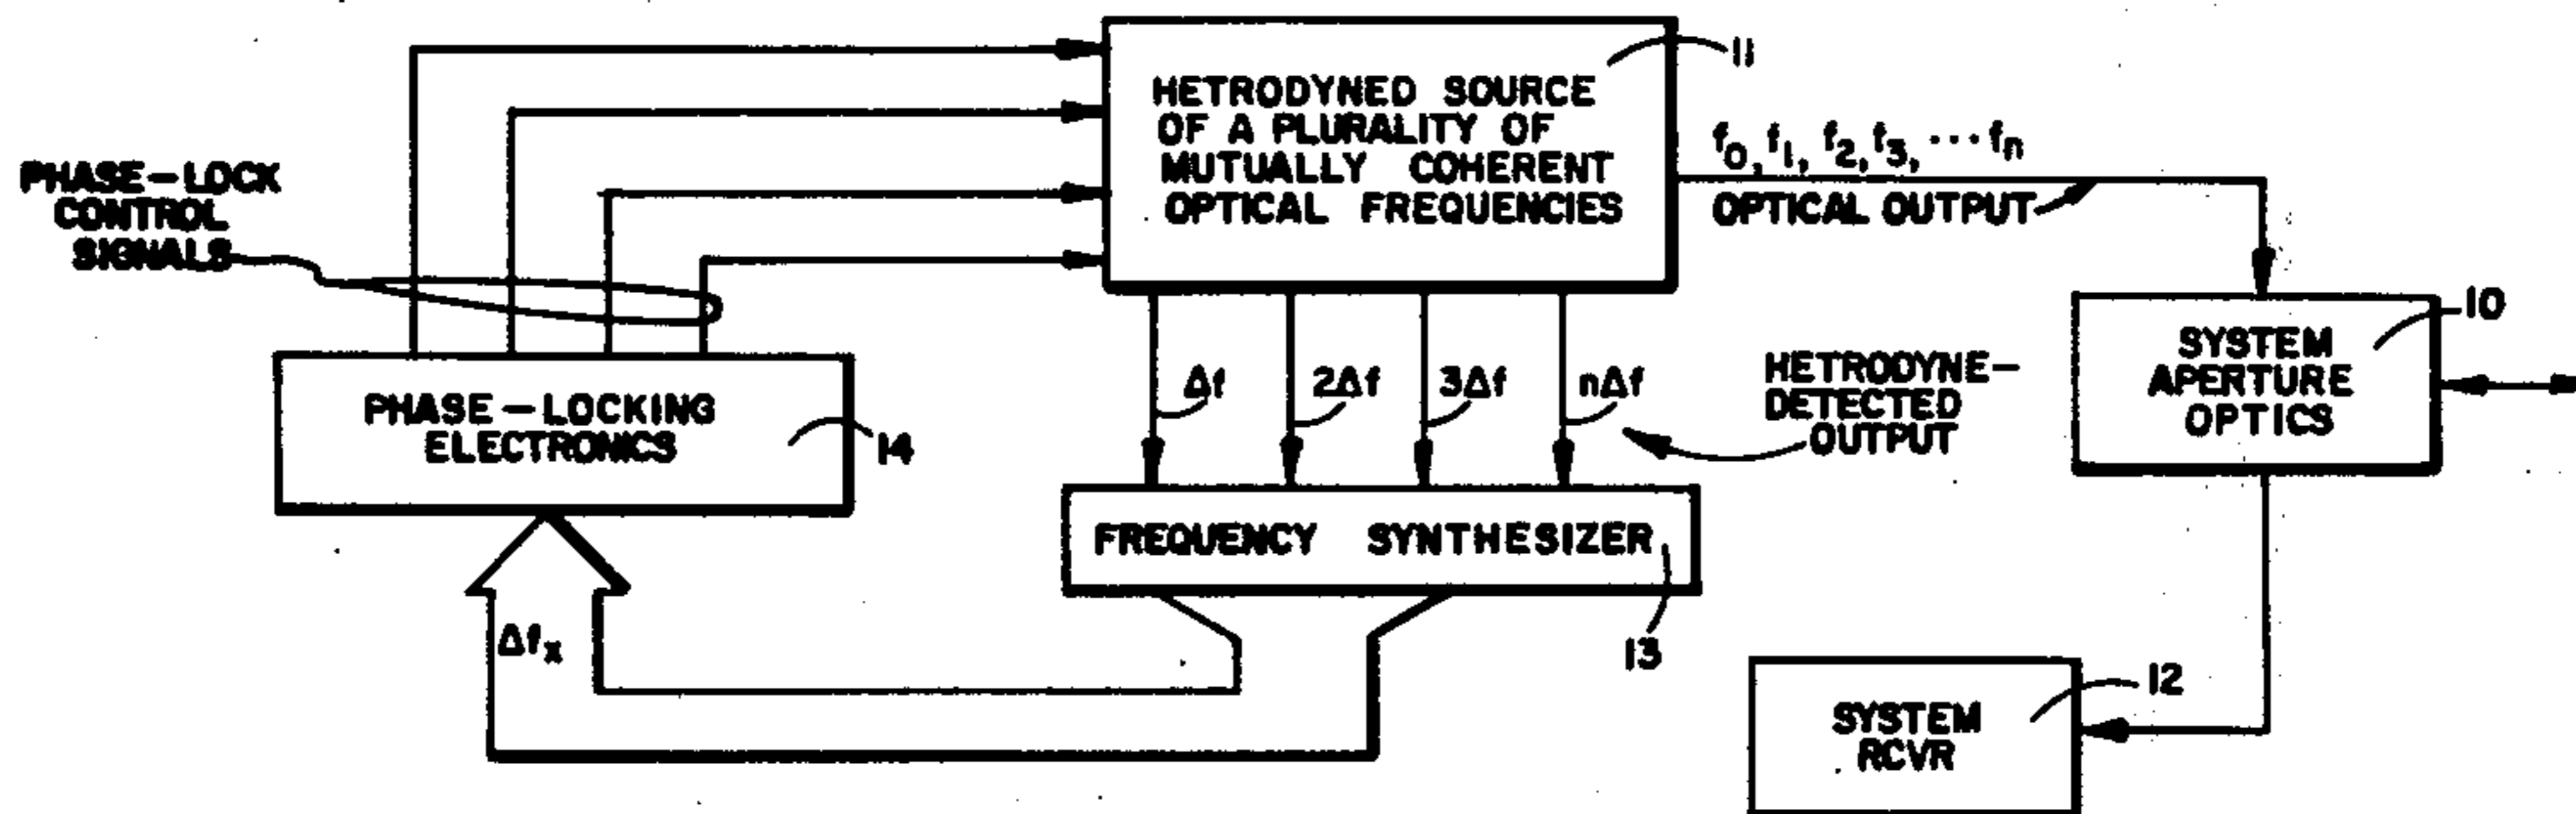 HETRODYNED SOURCE
OF A PLURALITY OF
MUTUALLY COHERENT
OPTICAL FREQUENCIES
11
PHASE-LOCK
CONTROL
SIGNALS
f0, f1, f2, f3, ··· fn
OPTICAL OUTPUT
SYSTEM
APERTURE
OPTICS
10
PHASE-LOCKING
ELECTRONICS
14
Δf
2Δf
3Δf
nΔf
HETRODYNE-
DETECTED
OUTPUT
FREQUENCY SYNTHESIZER
13
Δfx
SYSTEM
RCVR
12